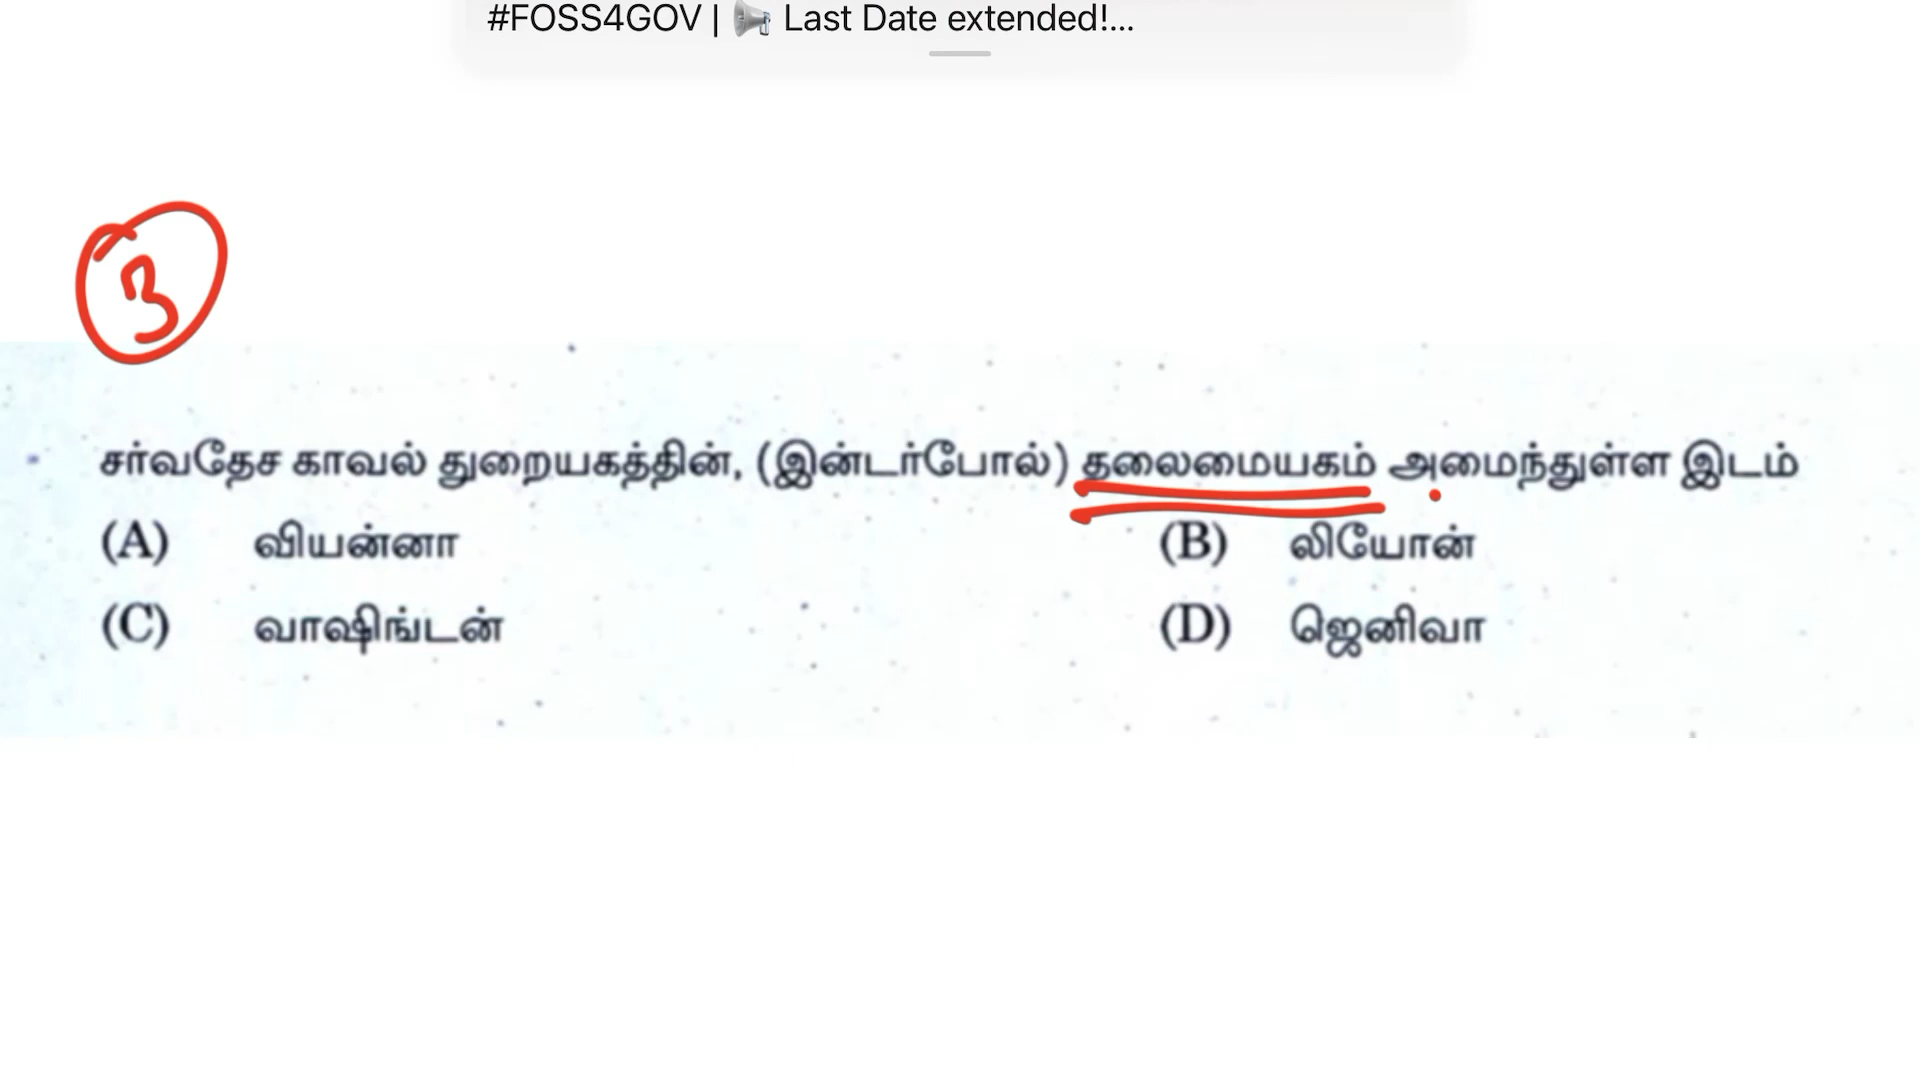 #FOSS4GOV | 📢 Last Date extended!...
3
சர்வதேச காவல் துறையகத்தின், (இன்டர்போல்) தலைமையகம் அமைந்துள்ள இடம்
(A) வியன்னா (B) லியோன்
(C) வாஷிங்டன் (D) ஜெனிவா